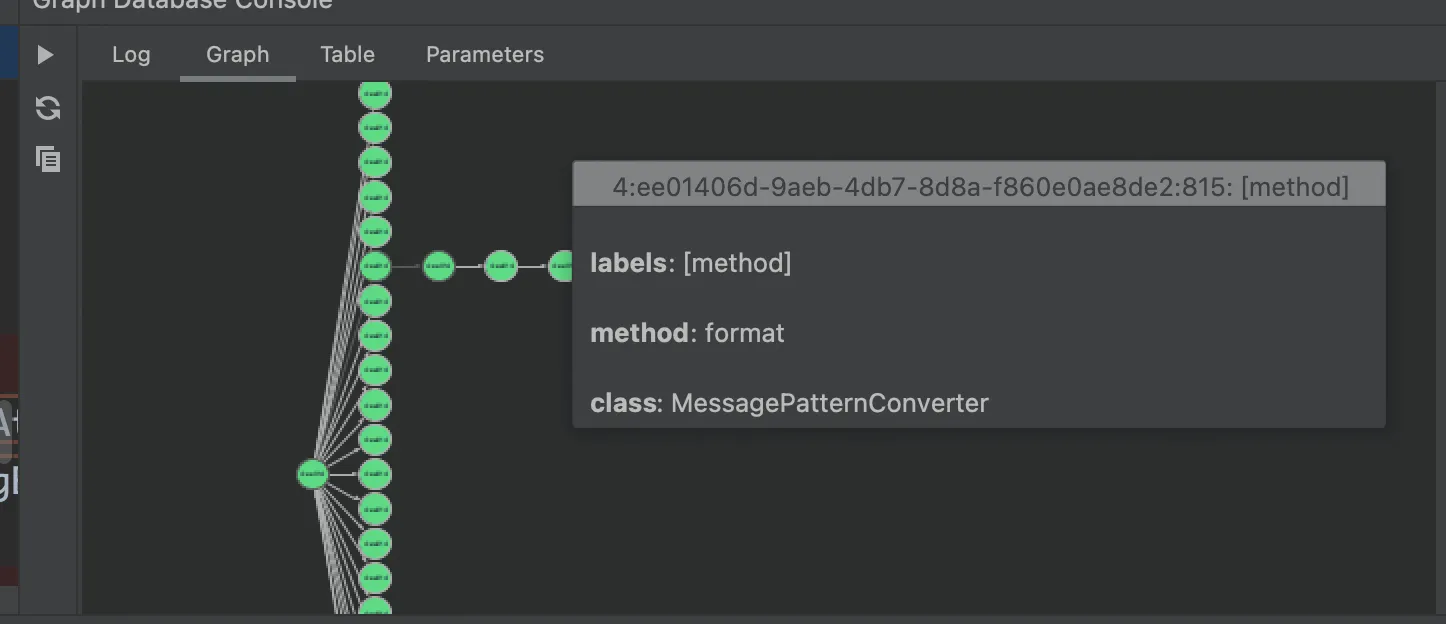 Graph Database Console
Log Graph Table Parameters
4:ee01406d-9aeb-4db7-8d8a-f860e0ae8de2:815: [method]
labels: [method]
method: format
class: MessagePatternConverter